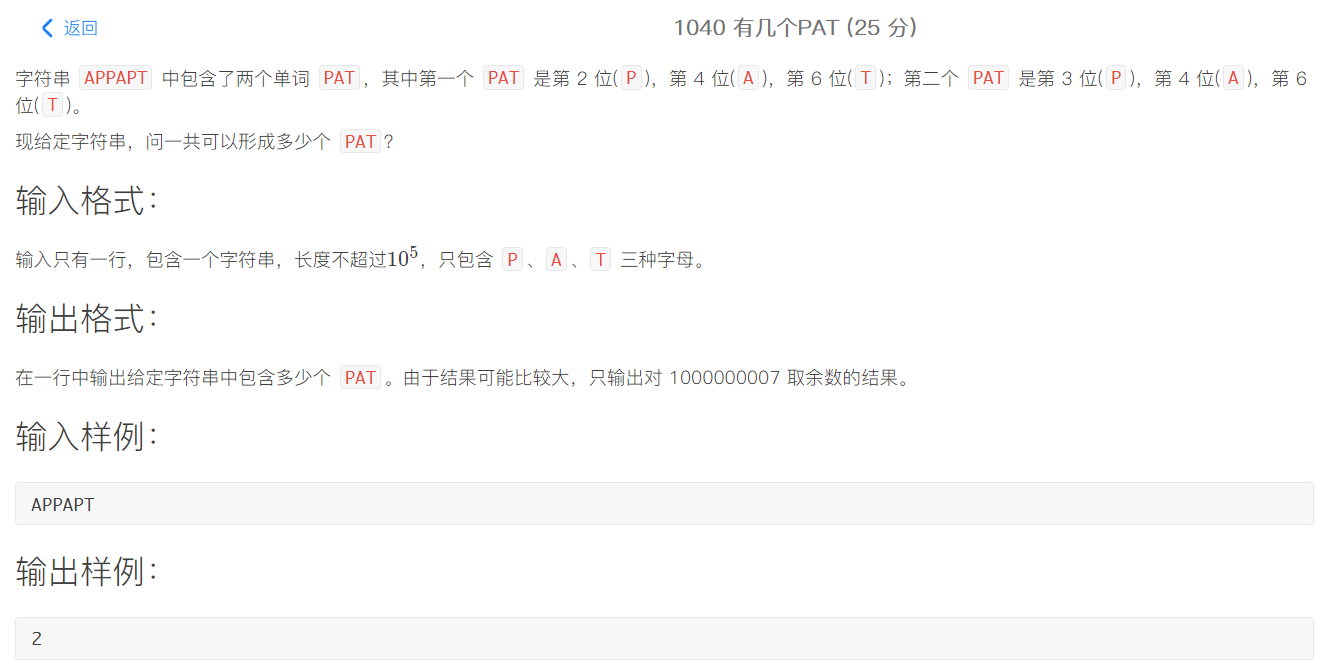 返回
1040 有几个PAT (25 分)
字符串 APPAPT 中包含了两个单词 PAT，其中第一个 PAT 是第 2 位(P)，第 4 位(A)，第 6 位(T)；第二个 PAT 是第 3 位(P)，第 4 位(A)，第 6
位(T)。
现给定字符串，问一共可以形成多少个 PAT？
输入格式：
输入只有一行，包含一个字符串，长度不超过10⁵，只包含 P、A、T 三种字母。
输出格式：
在一行中输出给定字符串中包含多少个 PAT。由于结果可能比较大，只输出对 1000000007 取余数的结果。
输入样例：
APPAPT
输出样例：
2